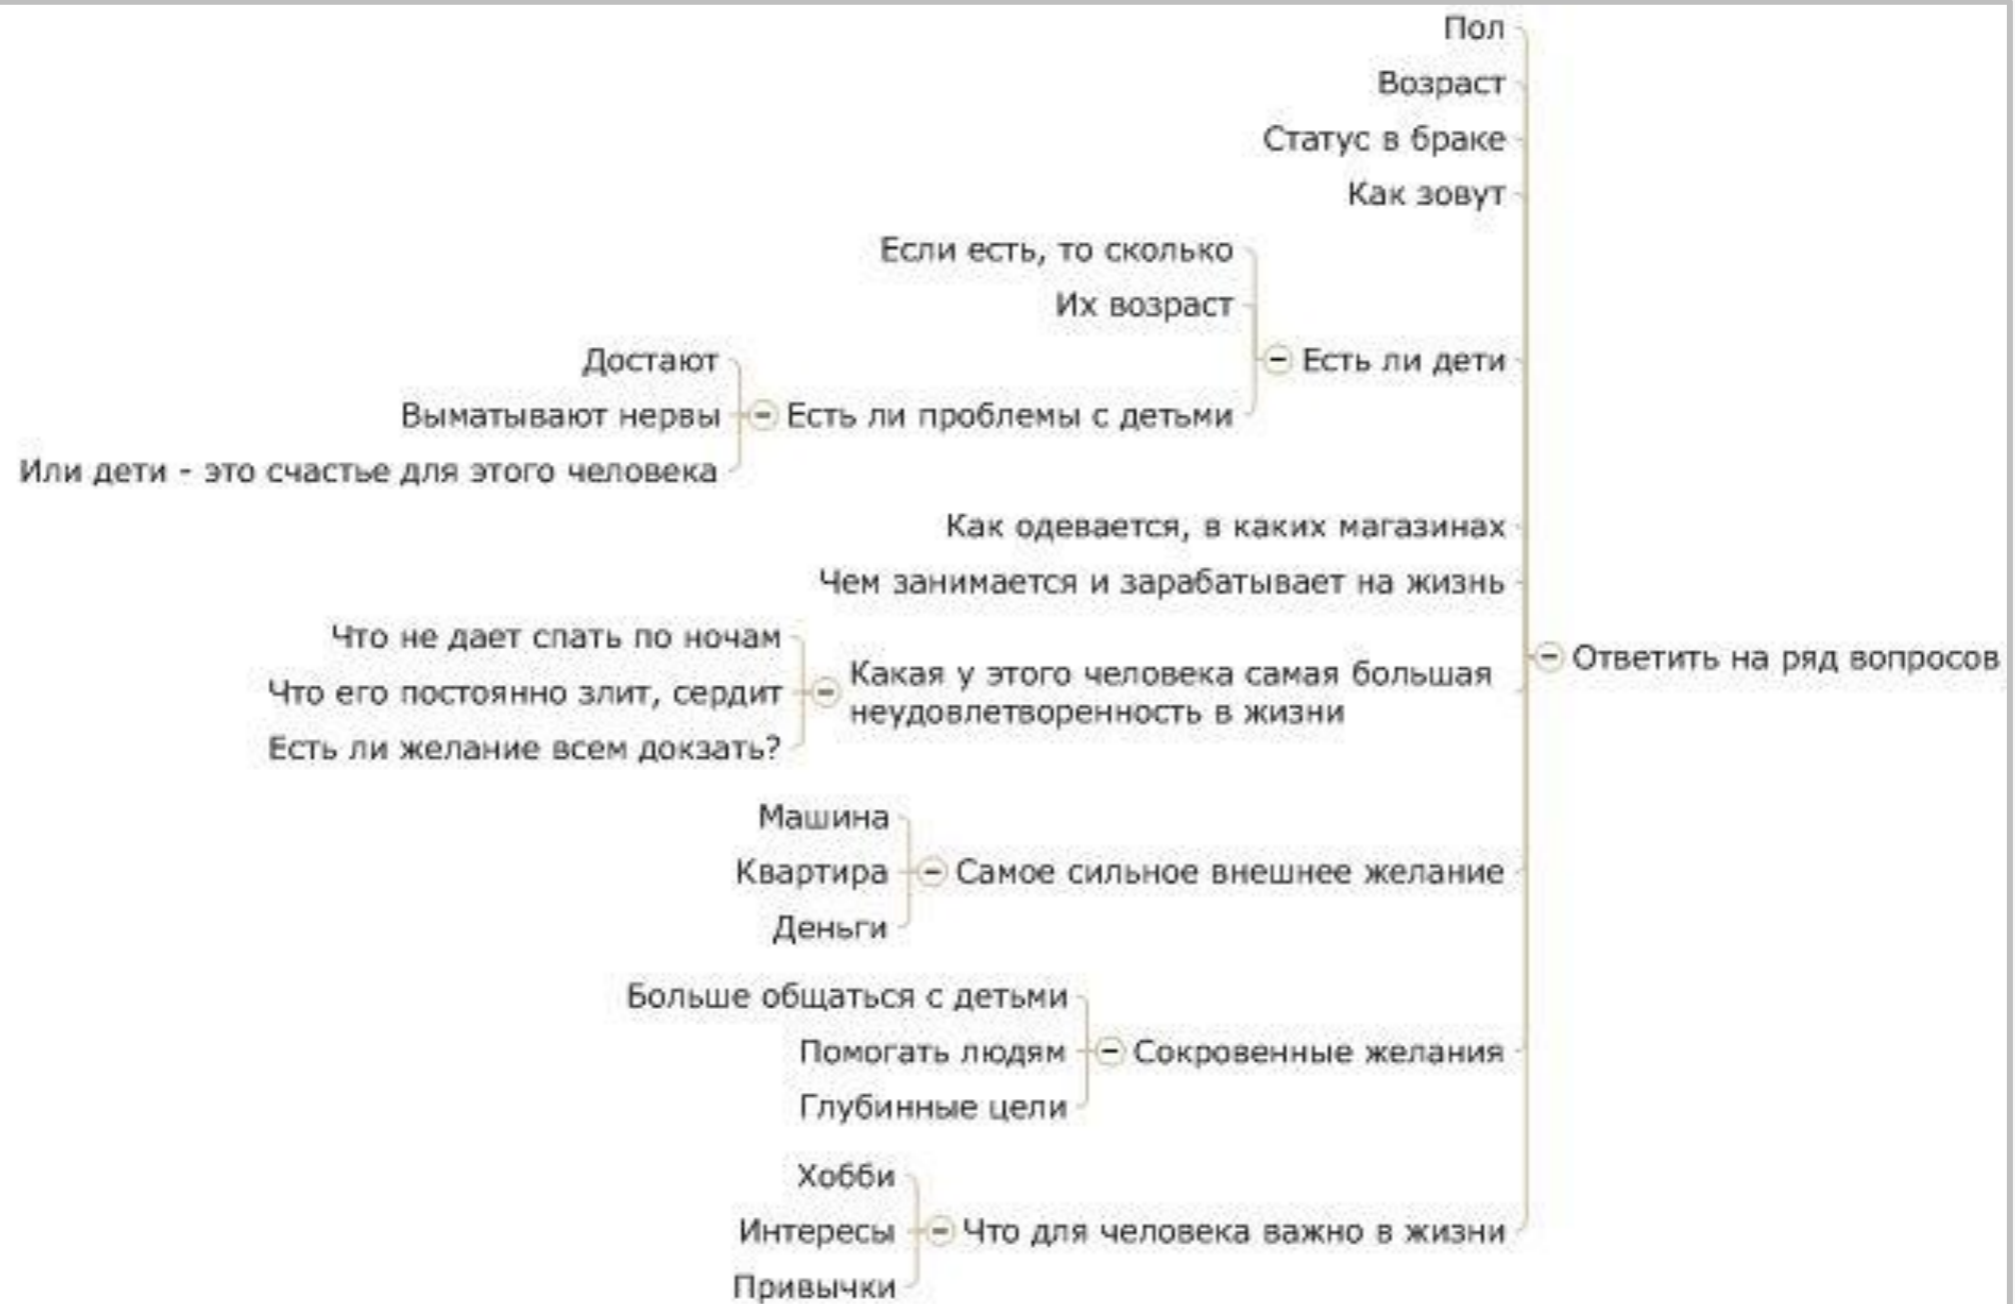 Пол
Возраст
Статус в браке
Как зовут
Если есть, то сколько
Их возраст
Есть ли дети
Достают
Выматывают нервы
Есть ли проблемы с детьми
Или дети - это счастье для этого человека
Как одевается, в каких магазинах
Чем занимается и зарабатывает на жизнь
Что не дает спать по ночам
Что его постоянно злит, сердит
Есть ли желание всем докзать?
Какая у этого человека самая большая
неудовлетворенность в жизни
Ответить на ряд вопросов
Машина
Квартира
Деньги
Самое сильное внешнее желание
Больше общаться с детьми
Помогать людям
Глубинные цели
Сокровенные желания
Хобби
Интересы
Привычки
Что для человека важно в жизни